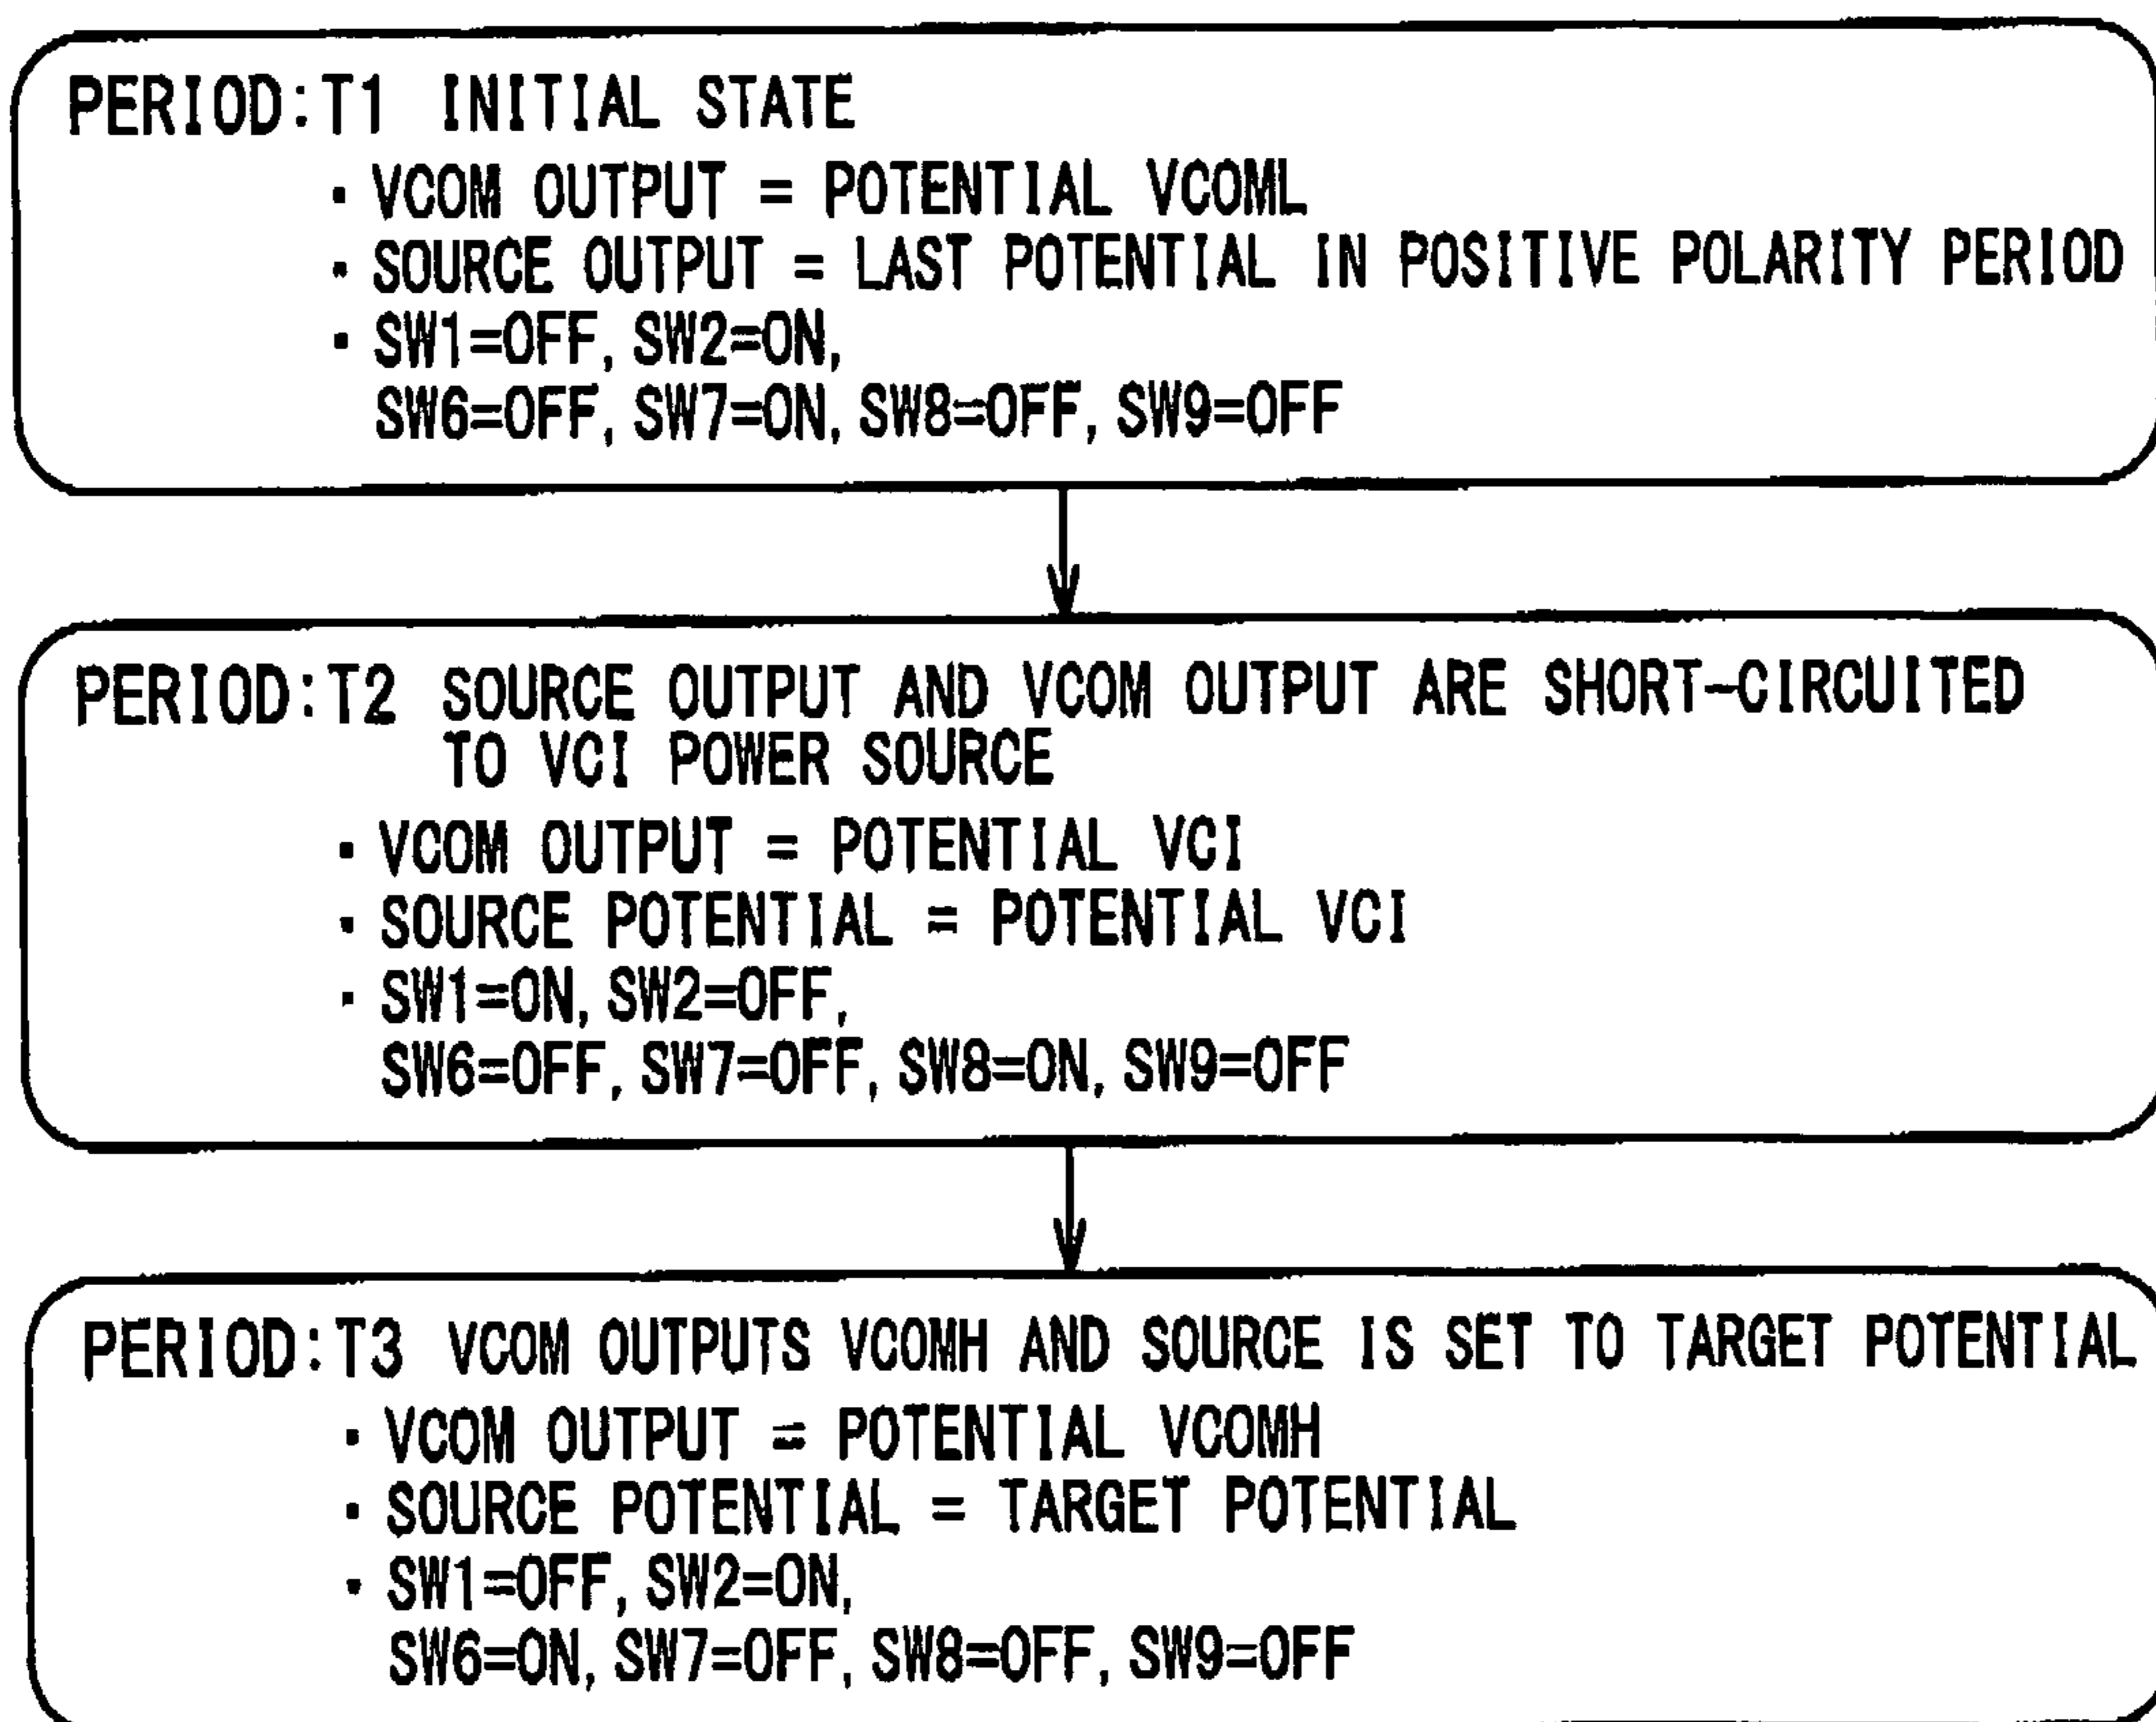 PERIOD:T1 INITIAL STATE
· VCOM OUTPUT = POTENTIAL VCOML
· SOURCE OUTPUT = LAST POTENTIAL IN POSITIVE POLARITY PERIOD
· SW1=OFF, SW2=ON,
SW6=OFF, SW7=ON, SW8=OFF, SW9=OFF
PERIOD:T2 SOURCE OUTPUT AND VCOM OUTPUT ARE SHORT-CIRCUITED
TO VCI POWER SOURCE
· VCOM OUTPUT = POTENTIAL VCI
· SOURCE POTENTIAL = POTENTIAL VCI
· SW1=ON, SW2=OFF,
SW6=OFF, SW7=OFF, SW8=ON, SW9=OFF
PERIOD:T3 VCOM OUTPUTS VCOMH AND SOURCE IS SET TO TARGET POTENTIAL
· VCOM OUTPUT = POTENTIAL VCOMH
· SOURCE POTENTIAL = TARGET POTENTIAL
· SW1=OFF, SW2=ON,
SW6=ON, SW7=OFF, SW8=OFF, SW9=OFF